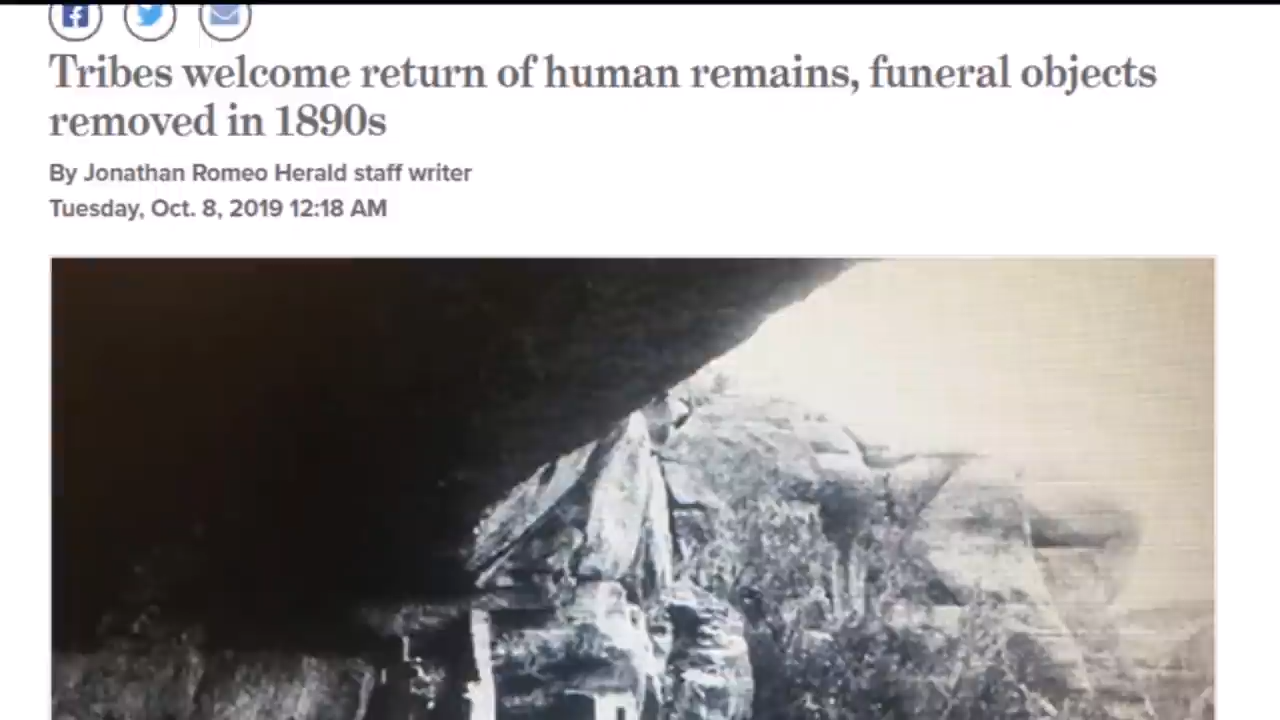 Tribes welcome return of human remains, funeral objects
removed in 1890s
By Jonathan Romeo Herald staff writer
Tuesday, Oct. 8, 2019 12:18 AM